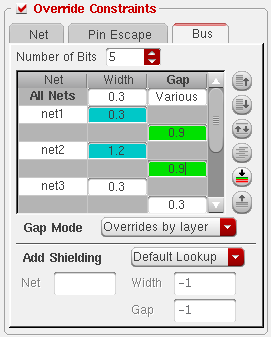 Override Constraints
Net Pin Escape Bus
Number of Bits 5
Net Width Gap
All Nets 0.3 Various
net1 0.3
0.9
net2 1.2
0.9
net3 0.3
0.3
Gap Mode Overrides by layer
Add Shielding Default Lookup
Net Width -1
Gap -1